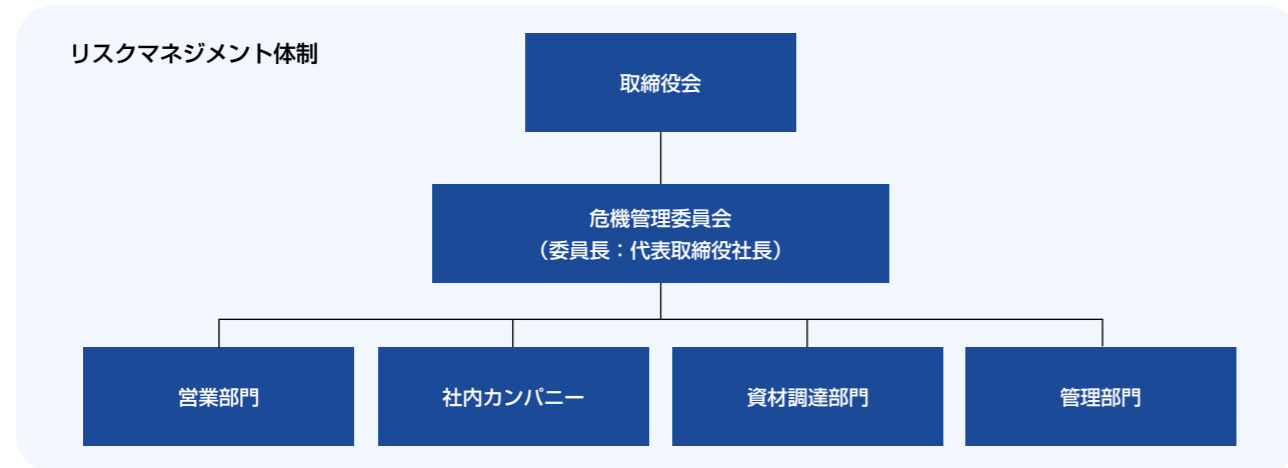 リスクマネジメント体制
取締役会
危機管理委員会
（委員長：代表取締役社長）
営業部門
社内カンパニー
資材調達部門
管理部門